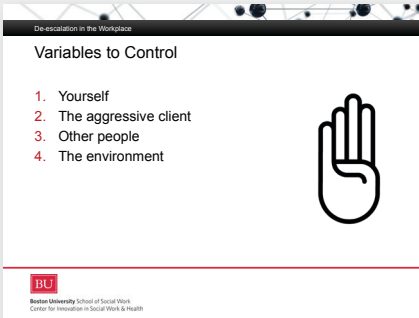 De-escalation in the Workplace
Variables to Control
1. Yourself
2. The aggressive client
3. Other people
4. The environment
BU
Boston University School of Social Work
Center for Innovation in Social Work & Health